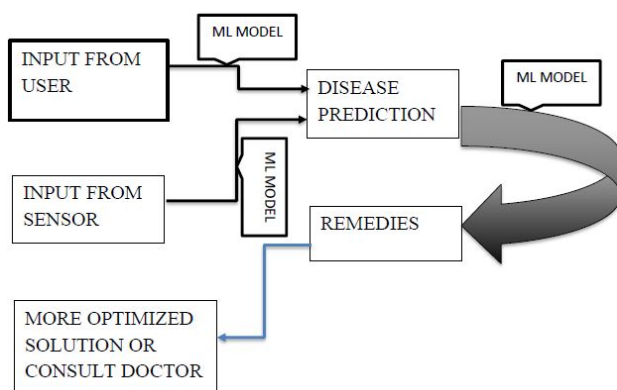 ML MODEL
INPUT FROM
USER
DISEASE
PREDICTION
ML MODEL
INPUT FROM
SENSOR
ML MODEL
REMEDIES
MORE OPTIMIZED
SOLUTION OR
CONSULT DOCTOR